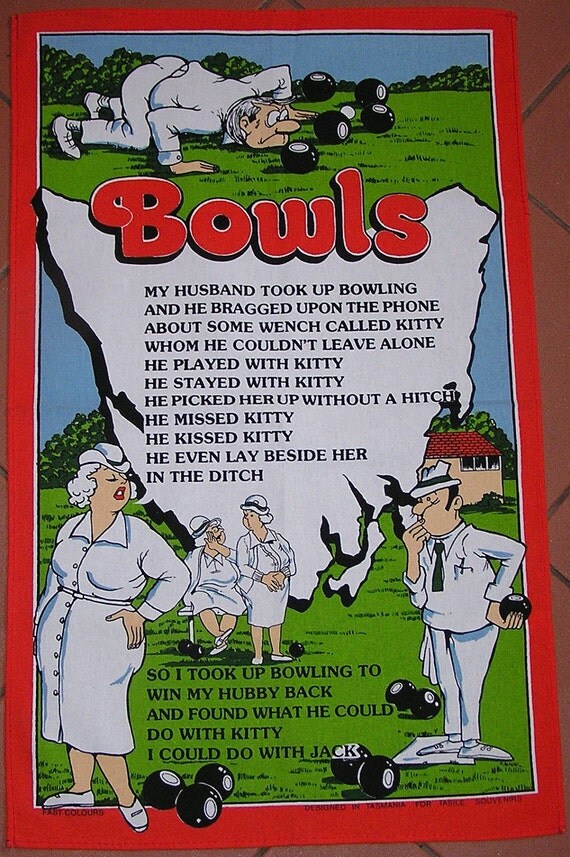 Bowls
MY HUSBAND TOOK UP BOWLING
AND HE BRAGGED UPON THE PHONE
ABOUT SOME WENCH CALLED KITTY
WHOM HE COULDN'T LEAVE ALONE
HE PLAYED WITH KITTY
HE STAYED WITH KITTY
HE PICKED HER UP WITHOUT A HITCH
HE MISSED KITTY
HE KISSED KITTY
HE EVEN LAY BESIDE HER
IN THE DITCH
SO I TOOK UP BOWLING TO
WIN MY HUBBY BACK
AND FOUND WHAT HE COULD
DO WITH KITTY
I COULD DO WITH JACK
FAST COLOURS
DESIGNED IN TASMANIA FOR TASLE SOUVENIRS